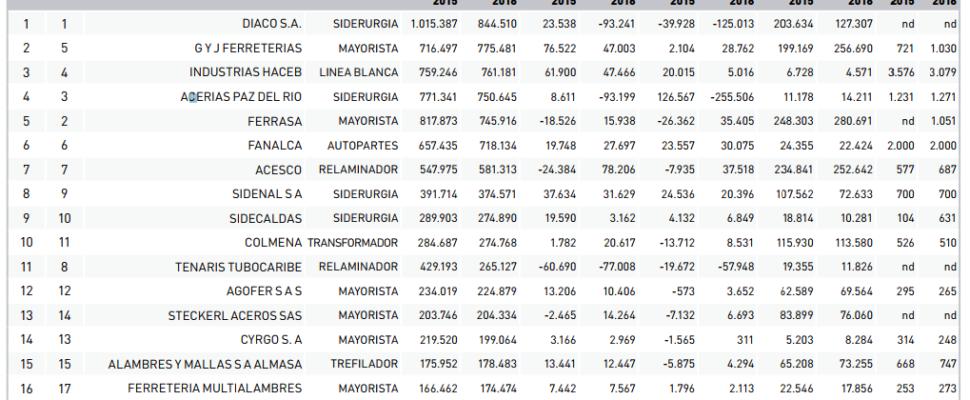 2015 2016 2015 2016 2015 2016 2015 2016 2015 2016
1 1 DIACO S.A. SIDERURGIA 1.015.387 844.510 23.538 -93.241 -39.928 -125.013 203.634 127.307 nd nd
2 5 G Y J FERRETERIAS MAYORISTA 716.497 775.481 76.522 47.003 2.104 28.762 199.169 256.690 721 1.030
3 4 INDUSTRIAS HACEB LINEA BLANCA 759.246 761.181 61.900 47.466 20.015 5.016 6.728 4.571 3.576 3.079
4 3 ACERIAS PAZ DEL RIO SIDERURGIA 771.341 750.645 8.611 -93.199 126.567 -255.506 11.178 14.211 1.231 1.271
5 2 FERRASA MAYORISTA 817.873 745.916 -18.526 15.938 -26.362 35.405 248.303 280.691 nd 1.051
6 6 FANALCA AUTOPARTES 657.435 718.134 19.748 27.697 23.557 30.075 24.355 22.424 2.000 2.000
7 7 ACESCO RELAMINADOR 547.975 581.313 -24.384 78.206 -7.935 37.518 234.841 252.642 577 687
8 9 SIDENAL S A SIDERURGIA 391.714 374.571 37.634 31.629 24.536 20.396 107.562 72.633 700 700
9 10 SIDECALDAS SIDERURGIA 289.903 274.890 19.590 3.162 4.132 6.849 18.814 10.281 104 631
10 11 COLMENA TRANSFORMADOR 284.687 274.768 1.782 20.617 -13.712 8.531 115.930 113.580 526 510
11 8 TENARIS TUBOCARIBE RELAMINADOR 429.193 265.127 -60.690 -77.008 -19.672 -57.948 19.355 11.826 nd nd
12 12 AGOFER S A S MAYORISTA 234.019 224.879 13.206 10.406 -573 3.652 62.589 69.564 295 265
13 14 STECKERL ACEROS SAS MAYORISTA 203.746 204.334 -2.465 14.264 -7.132 6.693 83.899 76.060 nd nd
14 13 CYRGO S. A MAYORISTA 219.520 199.064 3.166 2.969 -1.565 311 5.203 8.284 314 248
15 15 ALAMBRES Y MALLAS S A ALMASA TREFILADOR 175.952 178.483 13.441 12.447 -5.875 4.294 65.208 73.255 668 747
16 17 FERRETERIA MULTIALAMBRES MAYORISTA 166.462 174.474 7.442 7.567 1.796 2.113 22.546 17.856 253 273